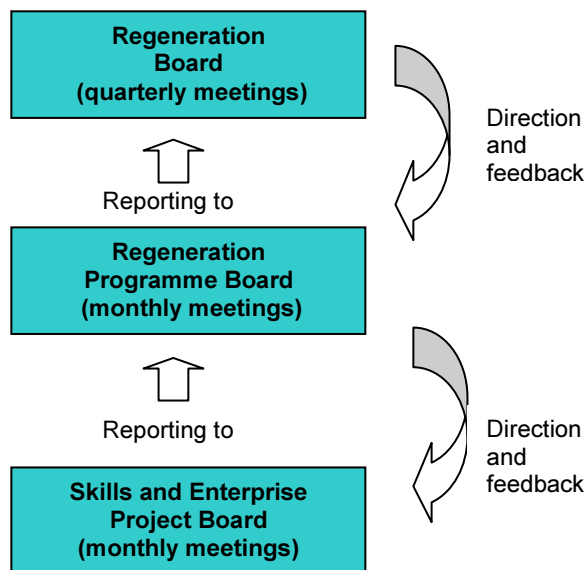 Regeneration
Board
(quarterly meetings)
Direction
and
feedback
Reporting to
Regeneration
Programme Board
(monthly meetings)
Reporting to
Direction
and
feedback
Skills and Enterprise
Project Board
(monthly meetings)